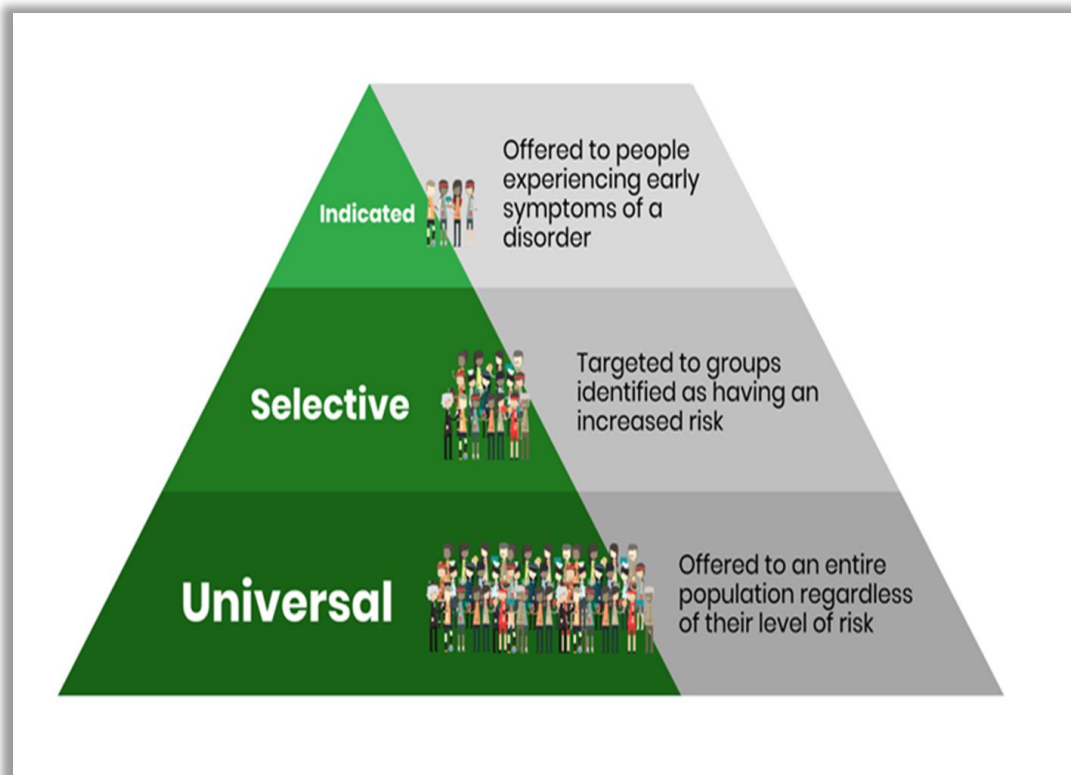 Indicated
Offered to people
experiencing early
symptoms of a
disorder
Selective
Targeted to groups
identified as having an
increased risk
Universal
Offered to an entire
population regardless
of their level of risk